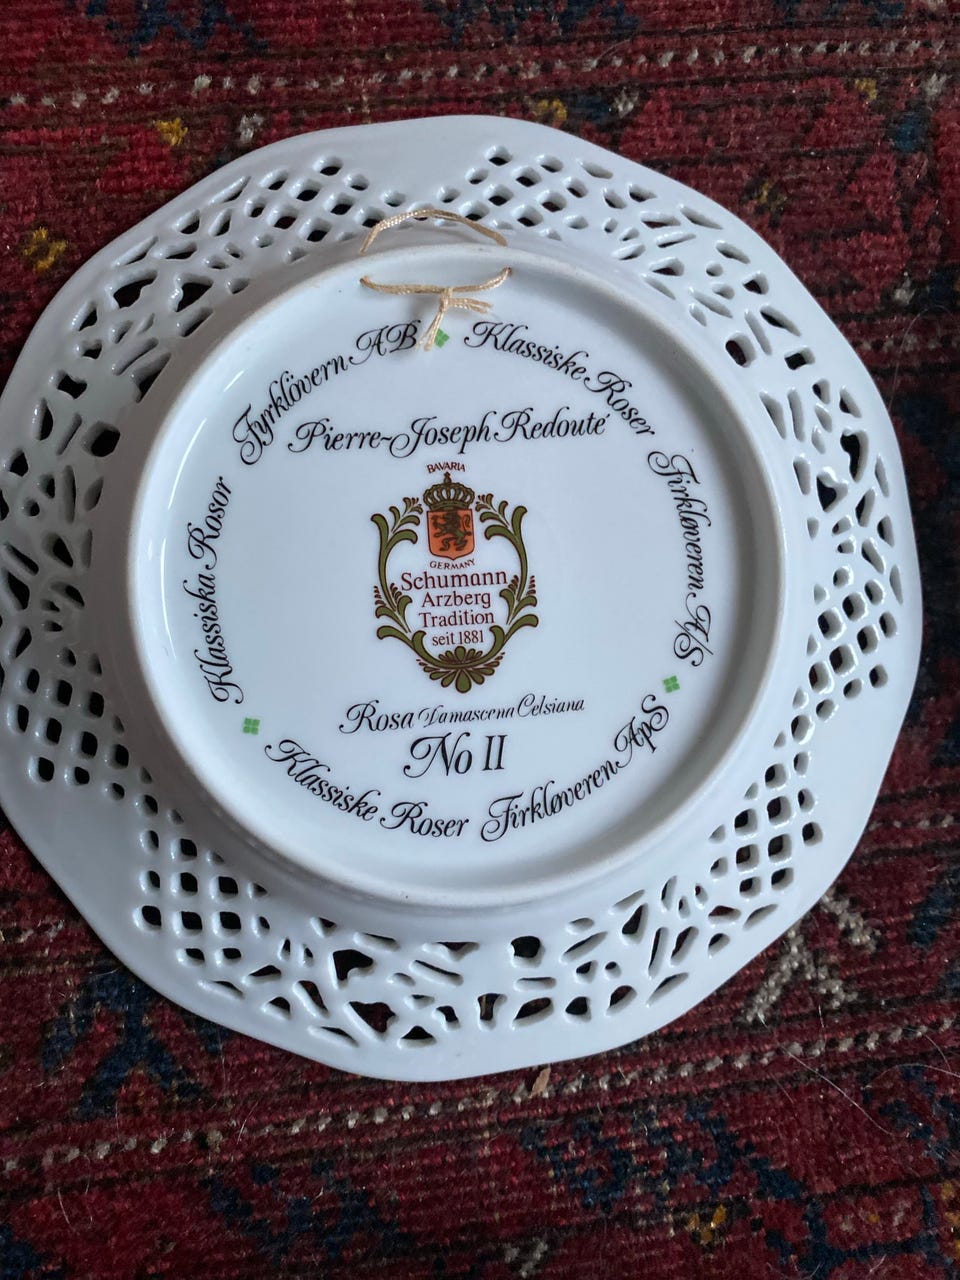 Fyrklövern AB
Klassiske Roser
Firkløveren A/S
Firkløveren ApS
Klassiske Roser
Klassiska Rosor
Pierre-Joseph Redouté
BAVARIA
GERMANY
Schumann
Arzberg
Tradition
seit 1881
Rosa Damascena Celsiana
No II